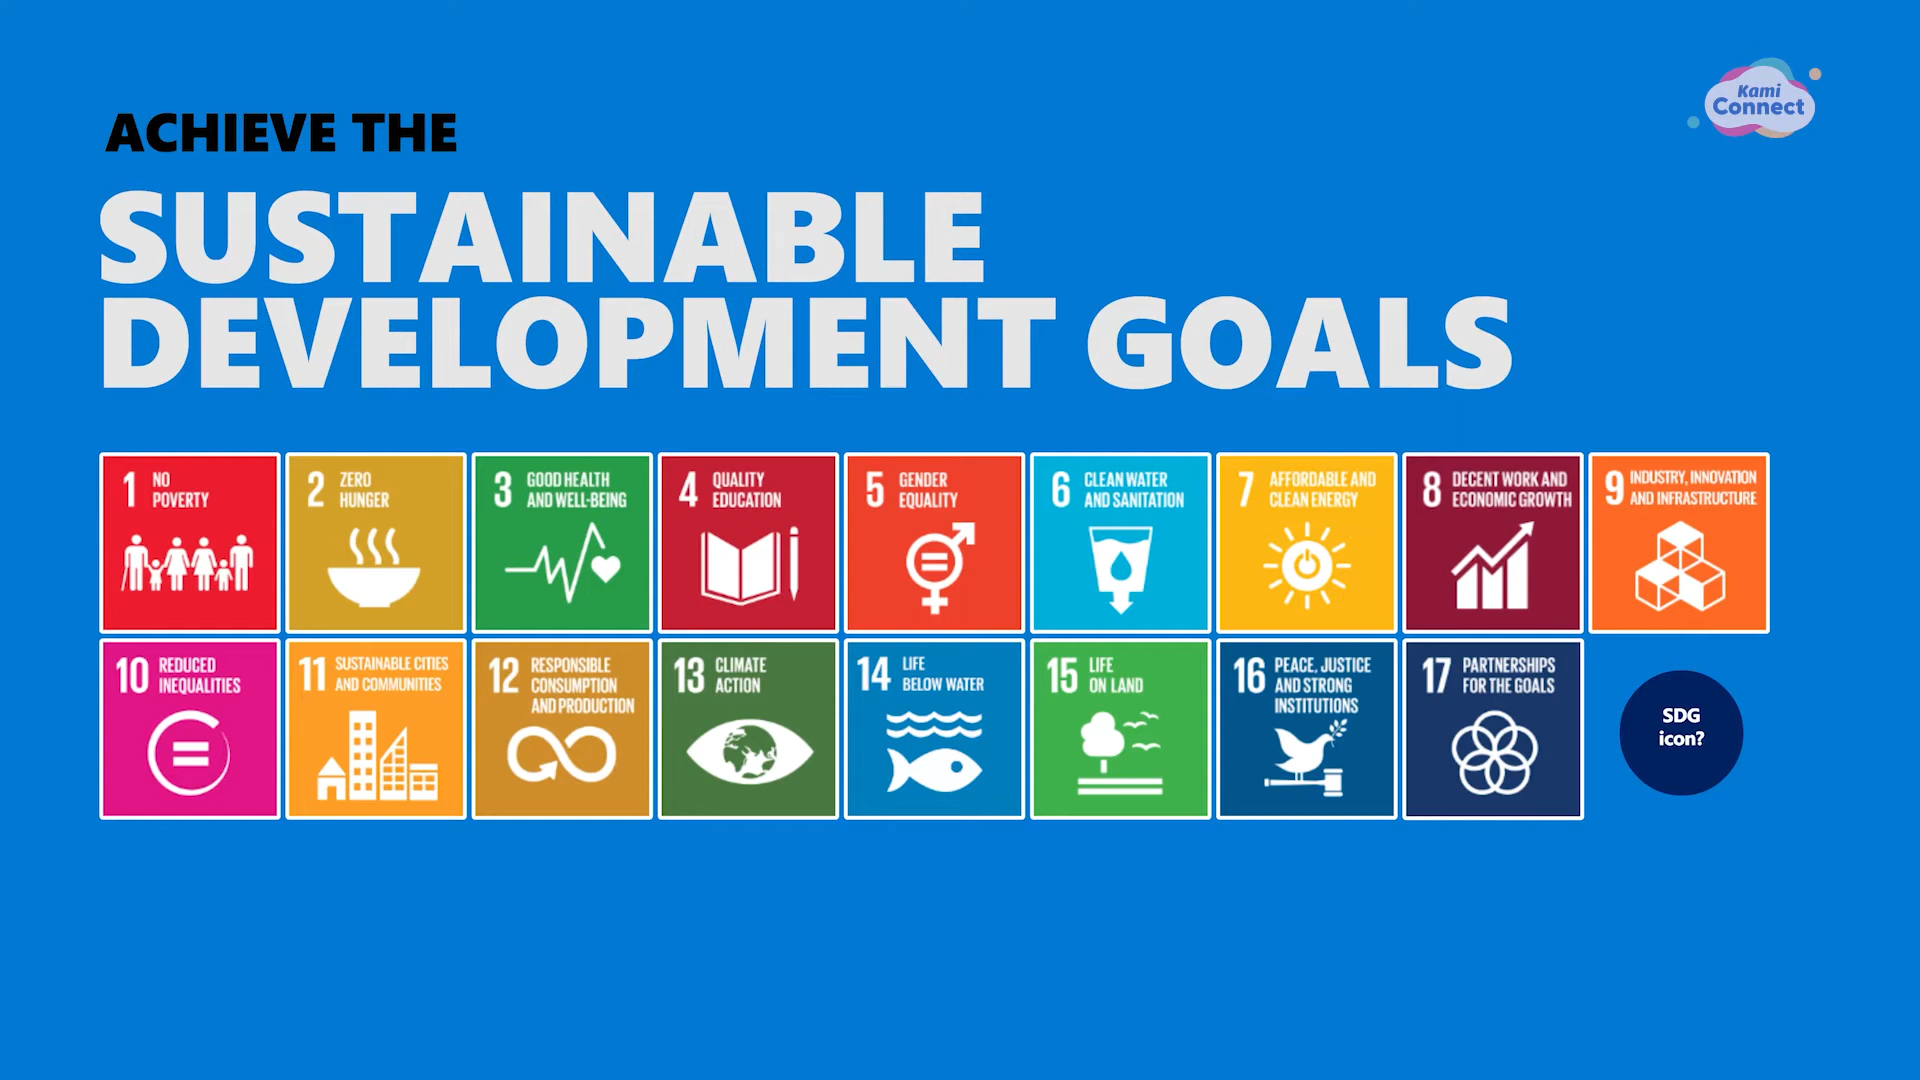 Kami
Connect
ACHIEVE THE
SUSTAINABLE
DEVELOPMENT GOALS
1 NO
POVERTY
2 ZERO
HUNGER
3 GOOD HEALTH
AND WELL-BEING
4 QUALITY
EDUCATION
5 GENDER
EQUALITY
6 CLEAN WATER
AND SANITATION
7 AFFORDABLE AND
CLEAN ENERGY
8 DECENT WORK AND
ECONOMIC GROWTH
9 INDUSTRY, INNOVATION
AND INFRASTRUCTURE
10 REDUCED
INEQUALITIES
11 SUSTAINABLE CITIES
AND COMMUNITIES
12 RESPONSIBLE
CONSUMPTION
AND PRODUCTION
13 CLIMATE
ACTION
14 LIFE
BELOW WATER
15 LIFE
ON LAND
16 PEACE, JUSTICE
AND STRONG
INSTITUTIONS
17 PARTNERSHIPS
FOR THE GOALS
SDG
icon?